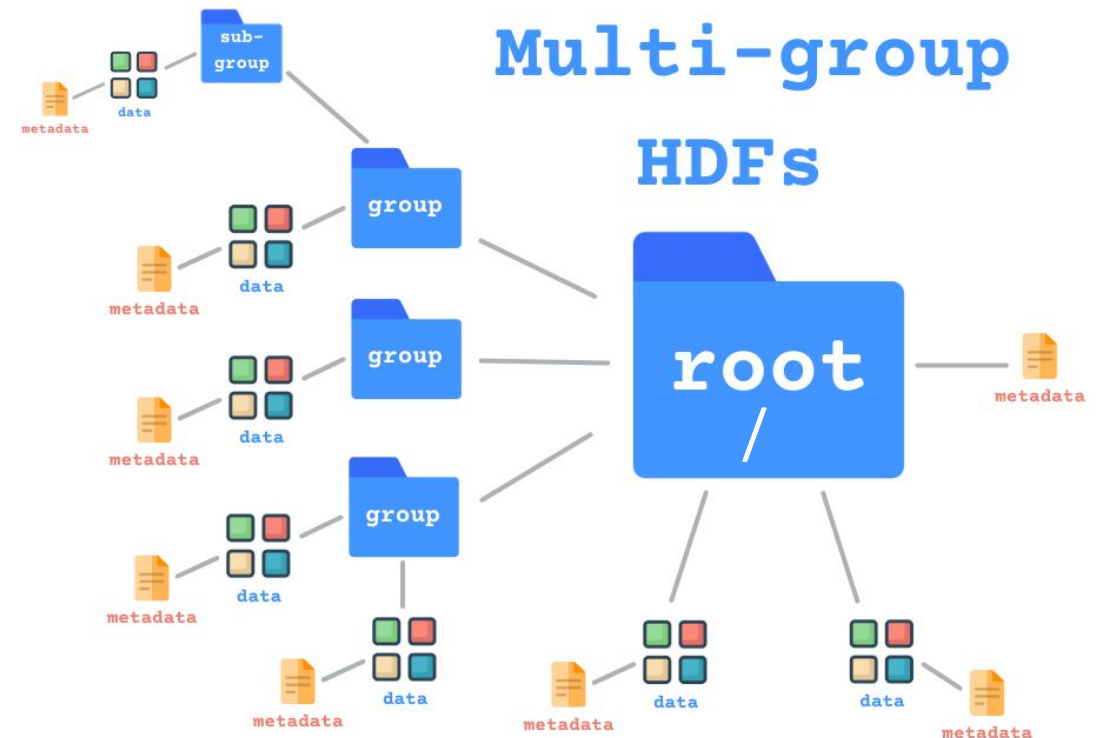 Multi-group
HDFs
sub-
group
data
metadata
group
data
metadata
group
data
metadata
root
/
metadata
group
data
metadata
data
metadata
data
metadata
data
metadata